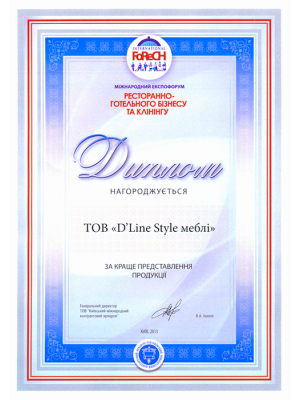 INTERNATIONAL
FoReCH
МІЖНАРОДНИЙ ЕКСПОФОРУМ
РЕСТОРАННО-
ГОТЕЛЬНОГО БІЗНЕСУ
ТА КЛІНІНГУ
Диплом
НАГОРОДЖУЄТЬСЯ
ТОВ «D'Line Style меблі»
ЗА КРАЩЕ ПРЕДСТАВЛЕННЯ
ПРОДУКЦІЇ
Генеральний директор
ТОВ "Київський міжнародний
контрактовий ярмарок"
КИЇВ, 2013